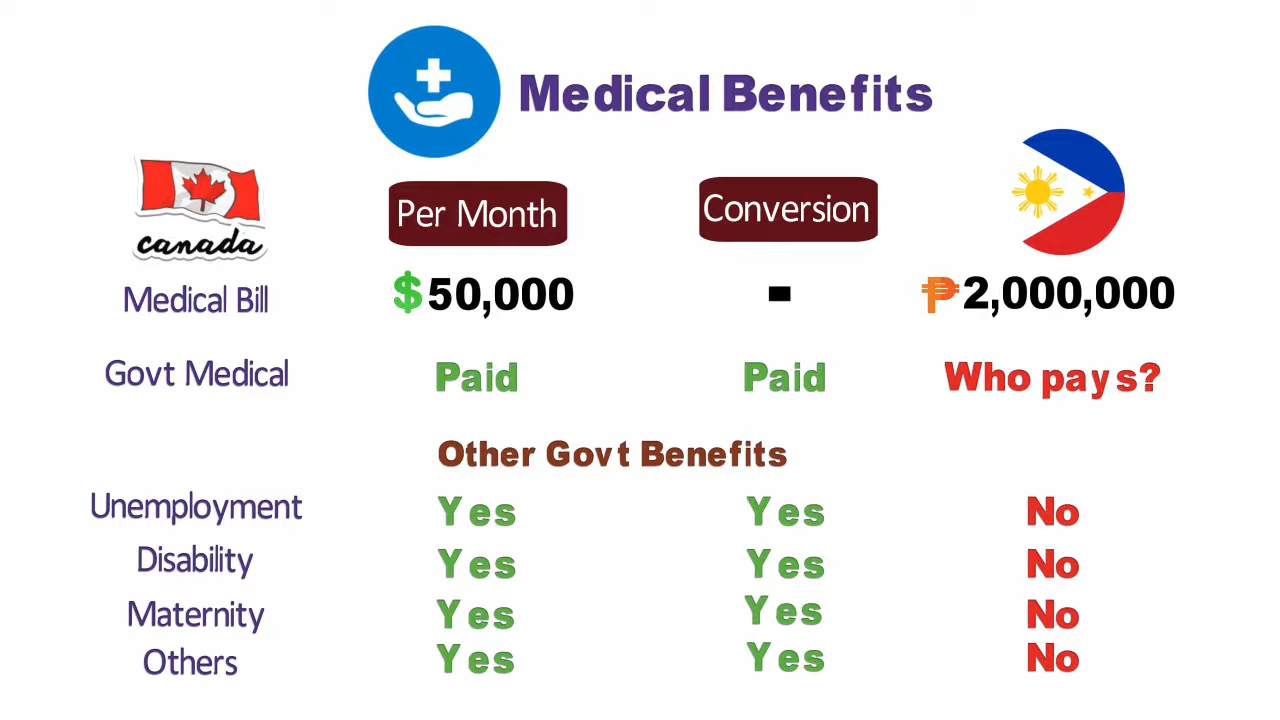 Medical Benefits
canada
Per Month
Conversion
Medical Bill
$50,000
-
₱2,000,000
Govt Medical
Paid
Paid
Who pays?
Other Govt Benefits
Unemployment
Yes
Yes
No
Disability
Yes
Yes
No
Maternity
Yes
Yes
No
Others
Yes
Yes
No